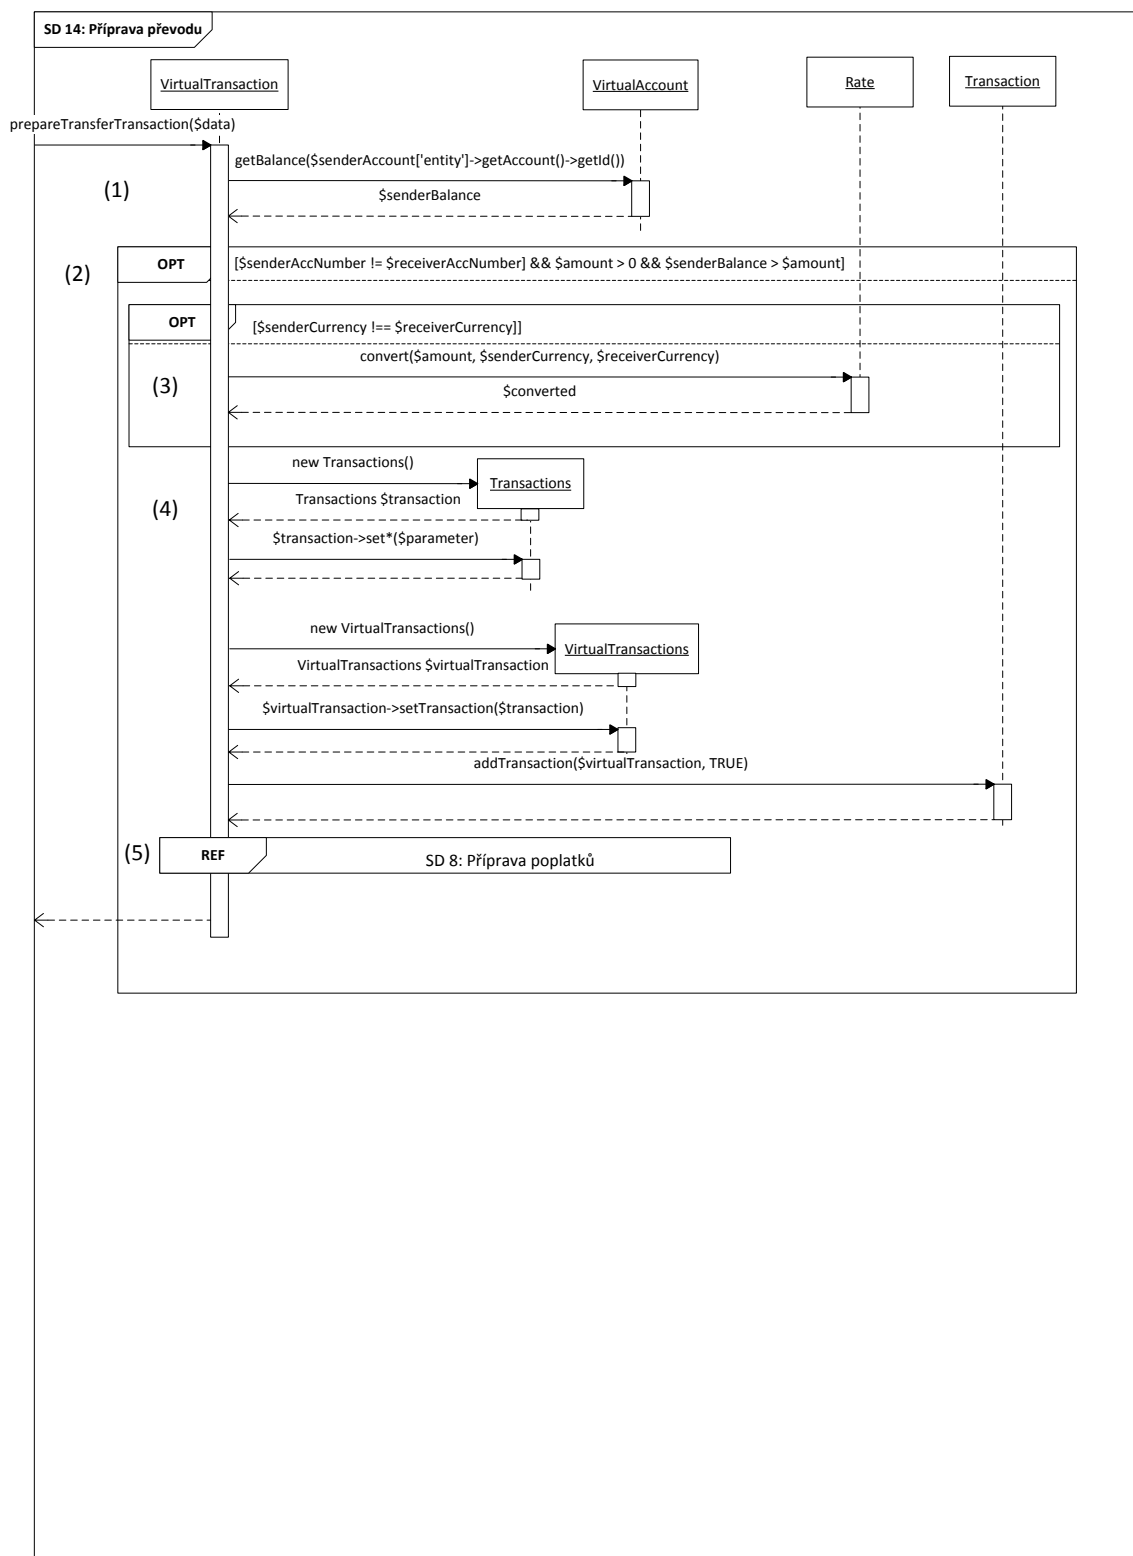 SD 14: Příprava převodu
VirtualTransaction
VirtualAccount
Rate
Transaction
prepareTransferTransaction($data)
getBalance($senderAccount['entity']->getAccount()->getId())
(1)
$senderBalance
(2)
OPT
[$senderAccNumber != $receiverAccNumber] && $amount > 0 && $senderBalance > $amount]
OPT
[$senderCurrency !== $receiverCurrency]]
convert($amount, $senderCurrency, $receiverCurrency)
(3)
$converted
new Transactions()
Transactions
(4)
Transactions $transaction
$transaction->set*($parameter)
new VirtualTransactions()
VirtualTransactions
VirtualTransactions $virtualTransaction
$virtualTransaction->setTransaction($transaction)
addTransaction($virtualTransaction, TRUE)
(5)
REF
SD 8: Příprava poplatků